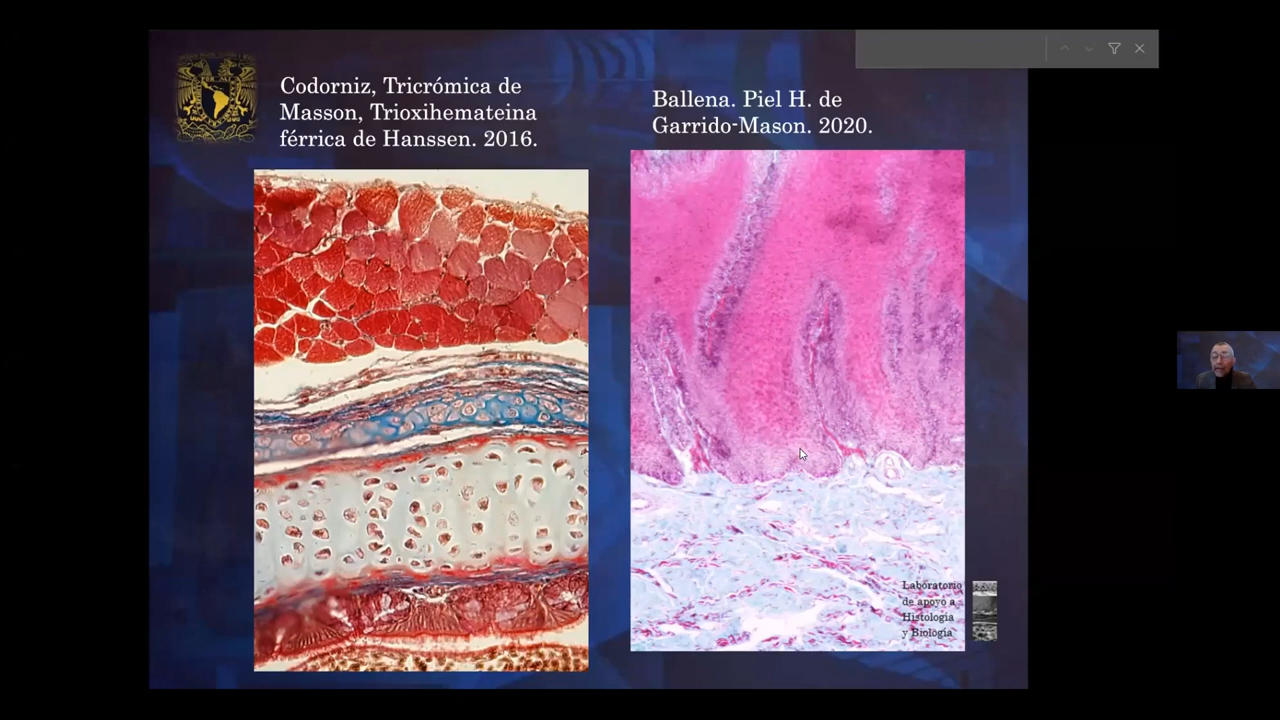 Codorniz, Tricrómica de
Masson, Trioxihemateina
férrica de Hanssen. 2016.
Ballena. Piel H. de
Garrido-Mason. 2020.
Laboratorio
de apoyo a
Histología
y Biología